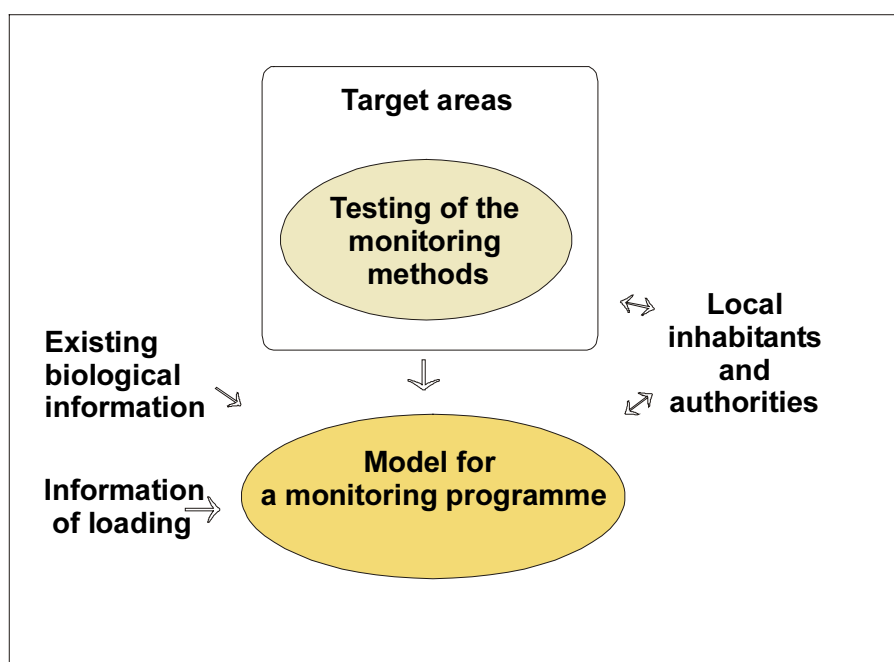 Target areas
Testing of the
monitoring
methods
Local
inhabitants
and
authorities
Existing
biological
information
Model for
a monitoring programme
Information
of loading